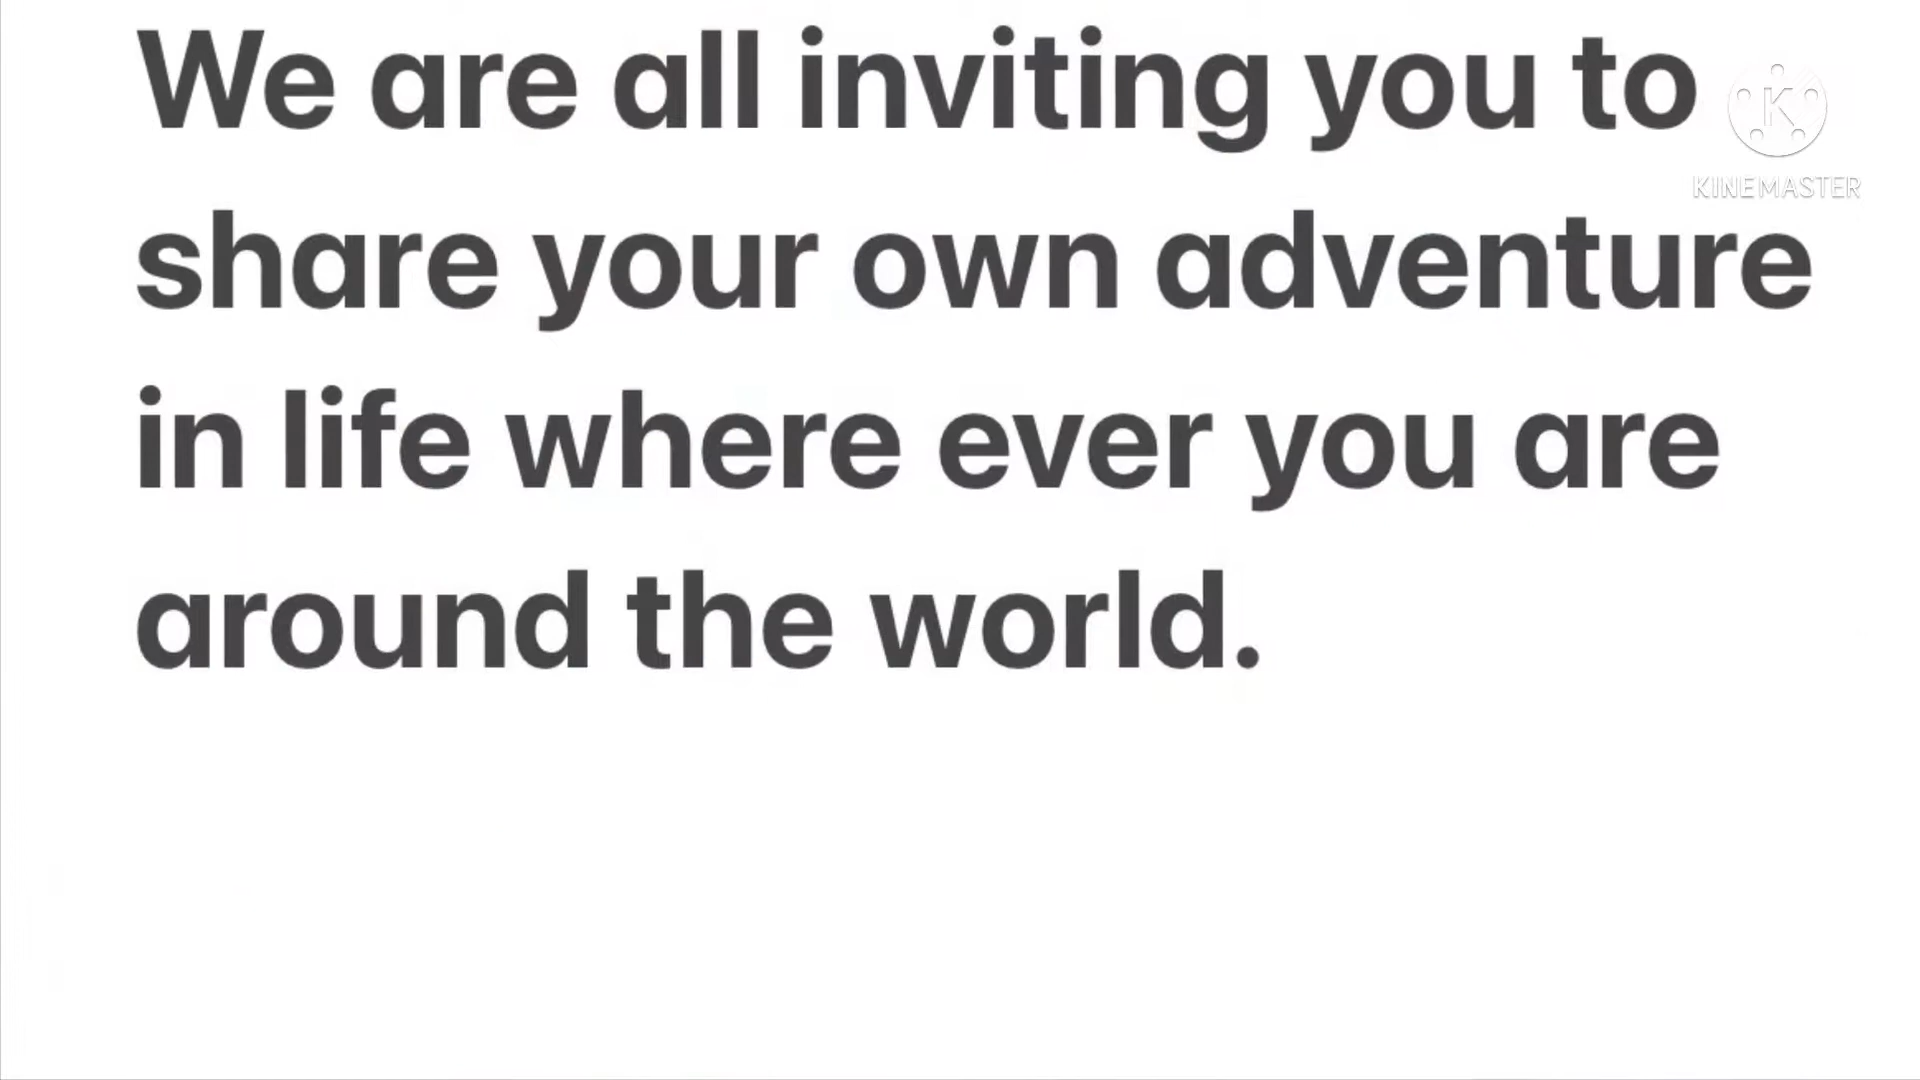 We are all inviting you to
share your own adventure
in life where ever you are
around the world.
K
KINEMASTER